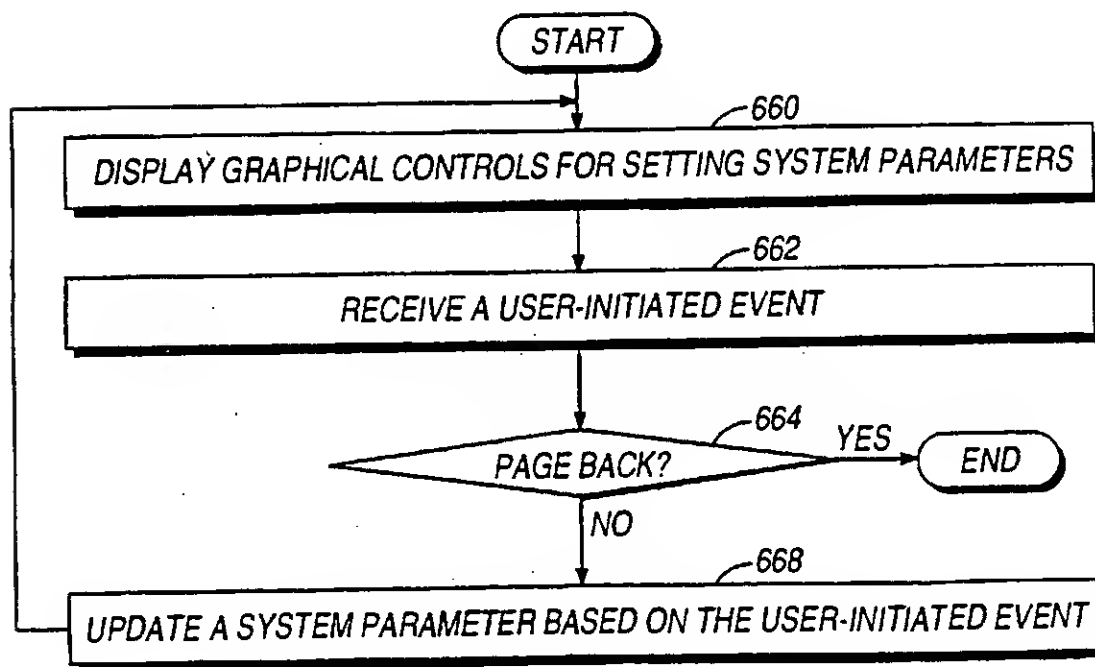 START
660
DISPLAY GRAPHICAL CONTROLS FOR SETTING SYSTEM PARAMETERS
662
RECEIVE A USER-INITIATED EVENT
664
PAGE BACK?
YES
END
NO
668
UPDATE A SYSTEM PARAMETER BASED ON THE USER-INITIATED EVENT